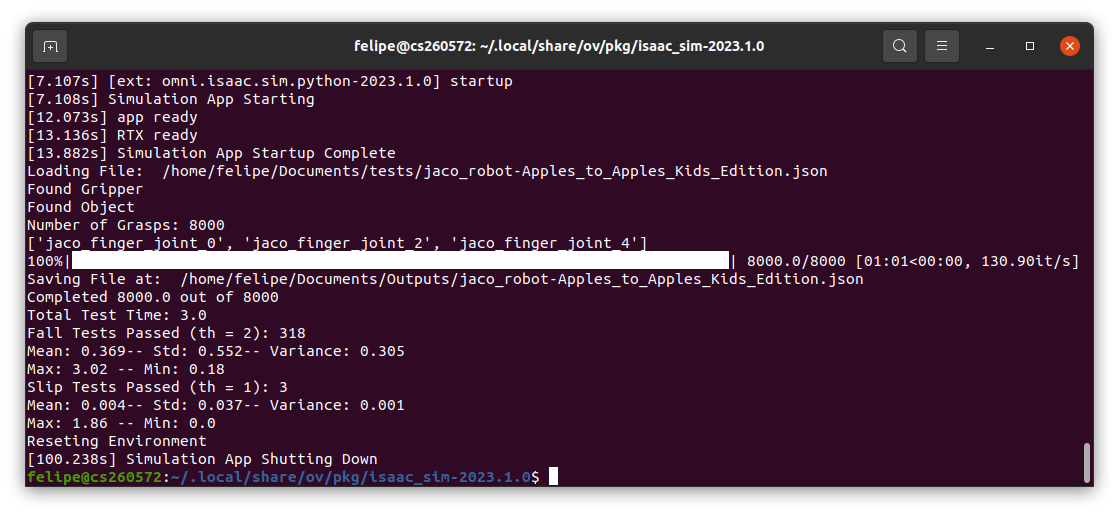 felipe@cs260572: ~/.local/share/ov/pkg/isaac_sim-2023.1.0
[7.107s] [ext: omni.isaac.sim.python-2023.1.0] startup
[7.108s] Simulation App Starting
[12.073s] app ready
[13.136s] RTX ready
[13.882s] Simulation App Startup Complete
Loading File:  /home/felipe/Documents/tests/jaco_robot-Apples_to_Apples_Kids_Edition.json
Found Gripper
Found Object
Number of Grasps: 8000
['jaco_finger_joint_0', 'jaco_finger_joint_2', 'jaco_finger_joint_4']
100%|| 8000.0/8000 [01:01<00:00, 130.90it/s]
Saving File at:  /home/felipe/Documents/Outputs/jaco_robot-Apples_to_Apples_Kids_Edition.json
Completed 8000.0 out of 8000
Total Test Time: 3.0
Fall Tests Passed (th = 2): 318
Mean: 0.369-- Std: 0.552-- Variance: 0.305
Max: 3.02 -- Min: 0.18
Slip Tests Passed (th = 1): 3
Mean: 0.004-- Std: 0.037-- Variance: 0.001
Max: 1.86 -- Min: 0.0
Reseting Environment
[100.238s] Simulation App Shutting Down
felipe@cs260572:~/.local/share/ov/pkg/isaac_sim-2023.1.0$